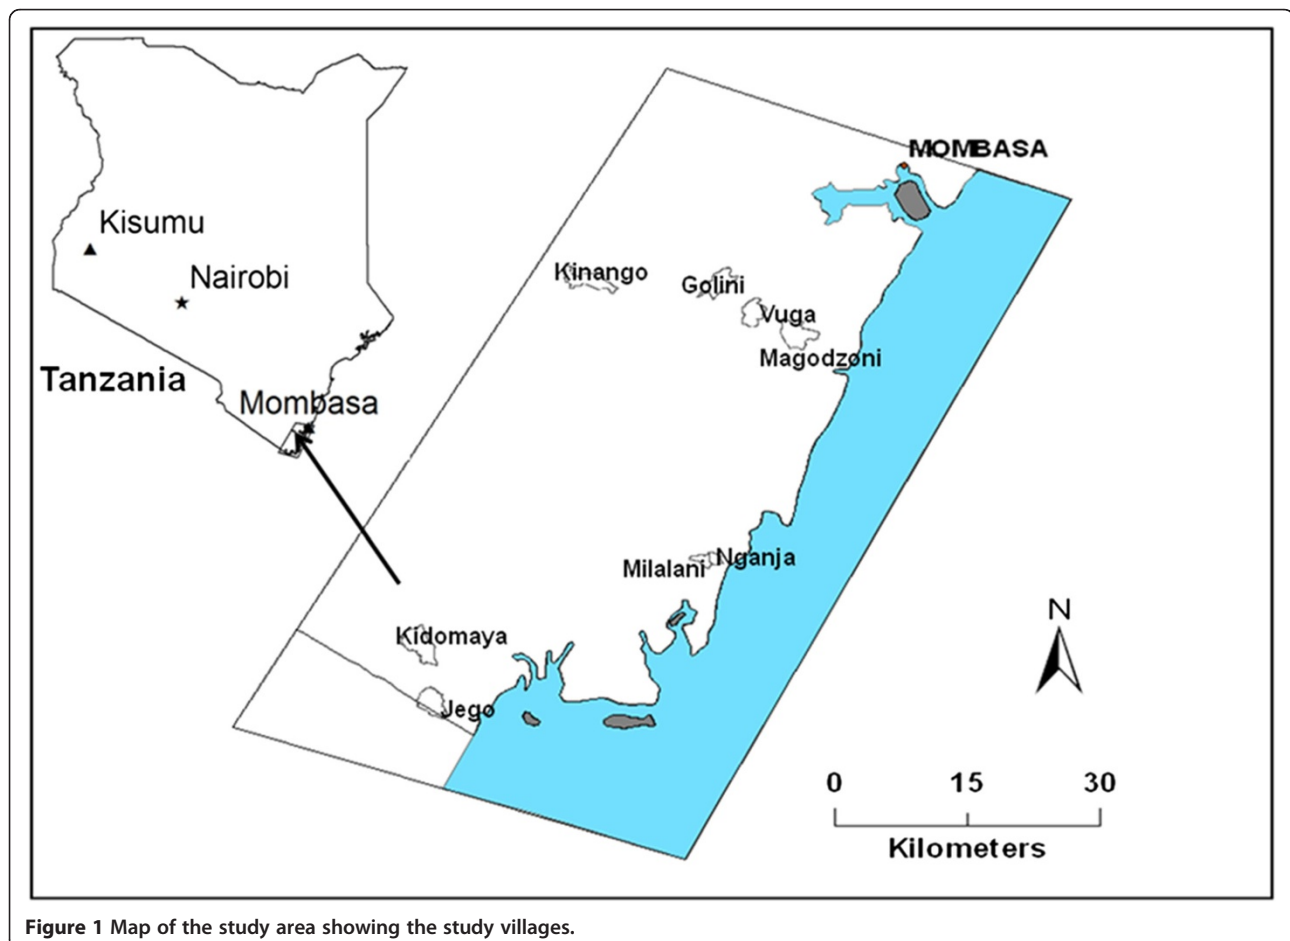 MOMBASA
Kisumu
Nairobi
Kinango
Golini
Vuga
Magodzoni
Tanzania
Mombasa
Milalani
Nganja
N
Kidomaya
Jego
0 15 30
Kilometers
Figure 1 Map of the study area showing the study villages.